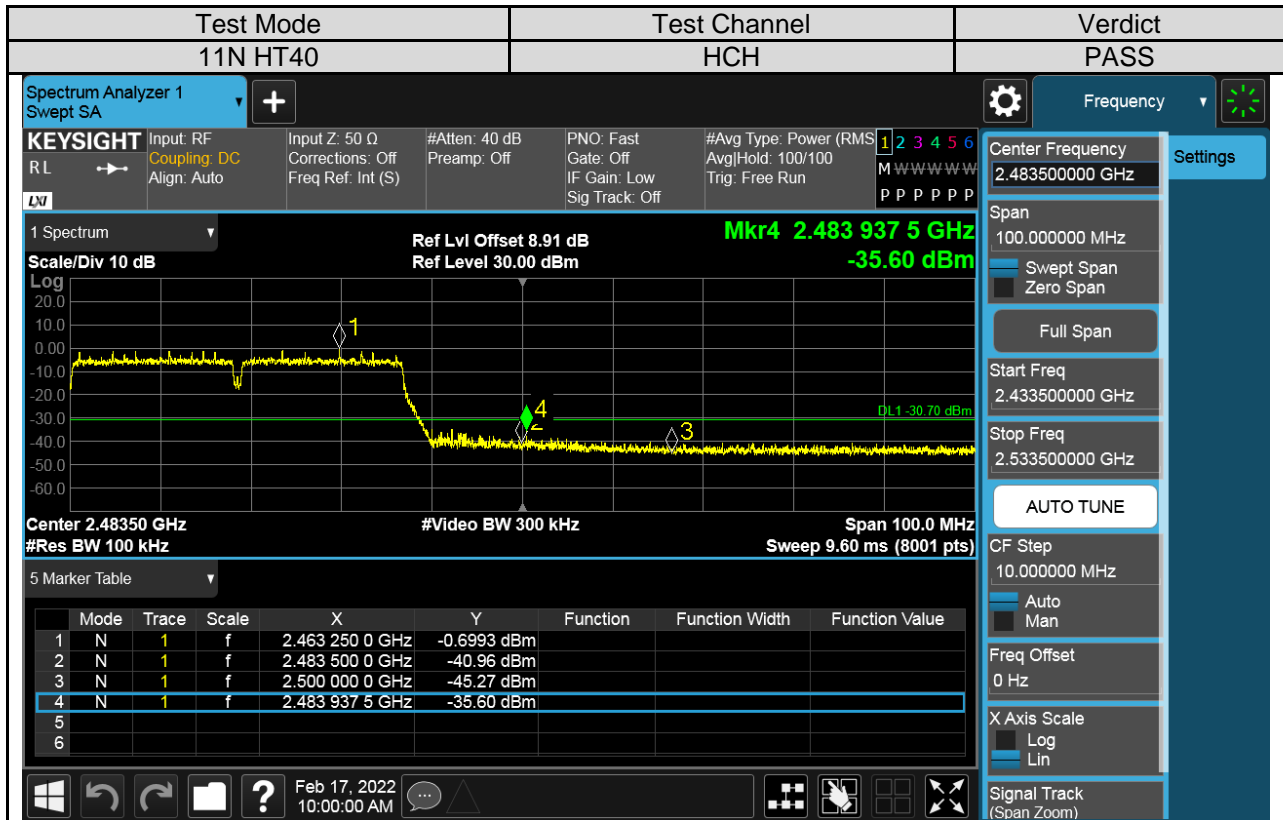 Test Mode Test Channel Verdict
11N HT40 HCH PASS
Spectrum Analyzer 1
Swept SA
+
Frequency
KEYSIGHT
RL
LXI
Input: RF
Coupling: DC
Align: Auto
Input Z: 50 Ω
Corrections: Off
Freq Ref: Int (S)
#Atten: 40 dB
Preamp: Off
PNO: Fast
Gate: Off
IF Gain: Low
Sig Track: Off
#Avg Type: Power (RMS
Avg|Hold: 100/100
Trig: Free Run
1 2 3 4 5 6
M W W W W W
P P P P P P
1 Spectrum
Scale/Div 10 dB
Ref Lvl Offset 8.91 dB
Ref Level 30.00 dBm
Mkr4 2.483 937 5 GHz
-35.60 dBm
Log
20.0
10.0
0.00
-10.0
-20.0
-30.0
-40.0
-50.0
-60.0
1
4
2
3
DL1 -30.70 dBm
Center 2.48350 GHz #Video BW 300 kHz Span 100.0 MHz
#Res BW 100 kHz Sweep 9.60 ms (8001 pts)
5 Marker Table
Mode Trace Scale X Y Function Function Width Function Value
1 N 1 f 2.463 250 0 GHz -0.6993 dBm
2 N 1 f 2.483 500 0 GHz -40.96 dBm
3 N 1 f 2.500 000 0 GHz -45.27 dBm
4 N 1 f 2.483 937 5 GHz -35.60 dBm
5
6
?
Feb 17, 2022
10:00:00 AM
Settings
Center Frequency
2.483500000 GHz
Span
100.000000 MHz
Swept Span
Zero Span
Full Span
Start Freq
2.433500000 GHz
Stop Freq
2.533500000 GHz
AUTO TUNE
CF Step
10.000000 MHz
Auto
Man
Freq Offset
0 Hz
X Axis Scale
Log
Lin
Signal Track
(Span Zoom)